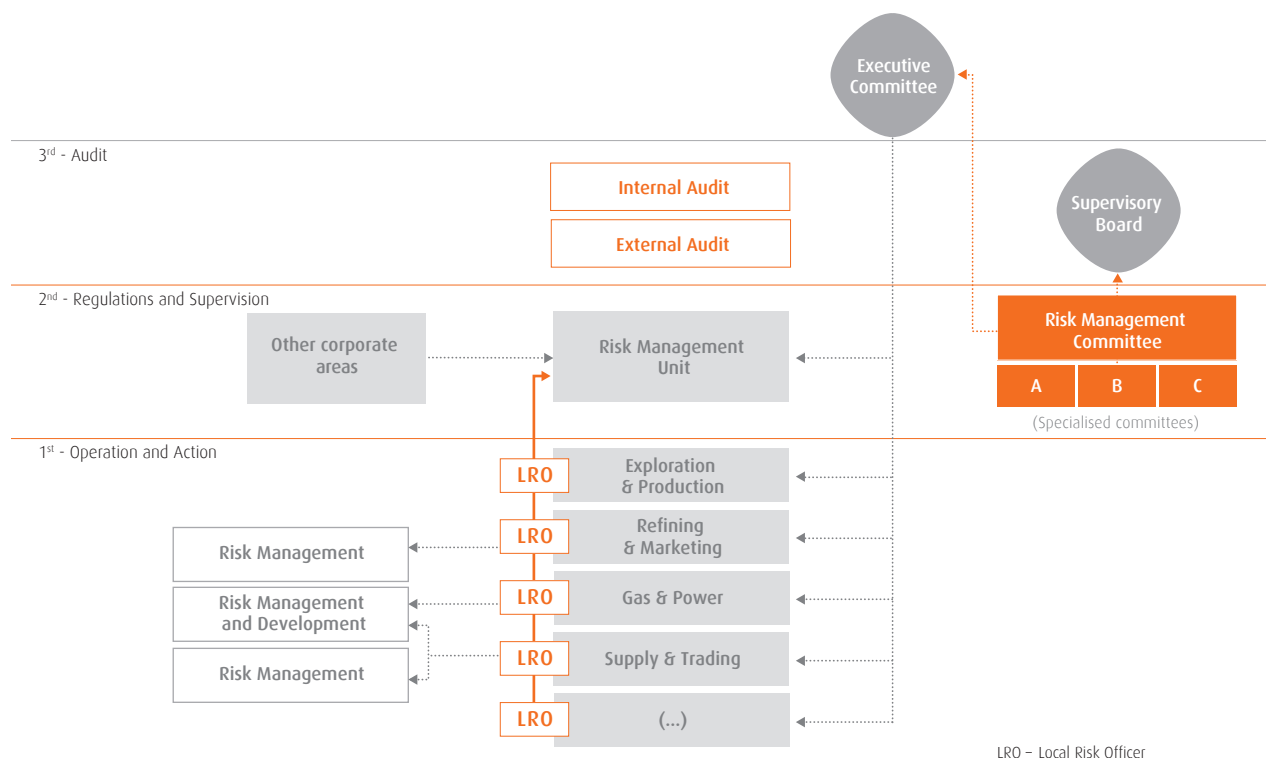 Executive
Committee
3rd - Audit
Internal Audit
External Audit
Supervisory
Board
2nd - Regulations and Supervision
Other corporate
areas
Risk Management
Unit
Risk Management
Committee
A B C
(Specialised committees)
1st - Operation and Action
LRO Exploration
& Production
LRO Refining
& Marketing
Risk Management
LRO Gas & Power
Risk Management
and Development
LRO Supply & Trading
Risk Management
LRO (...)
LRO – Local Risk Officer